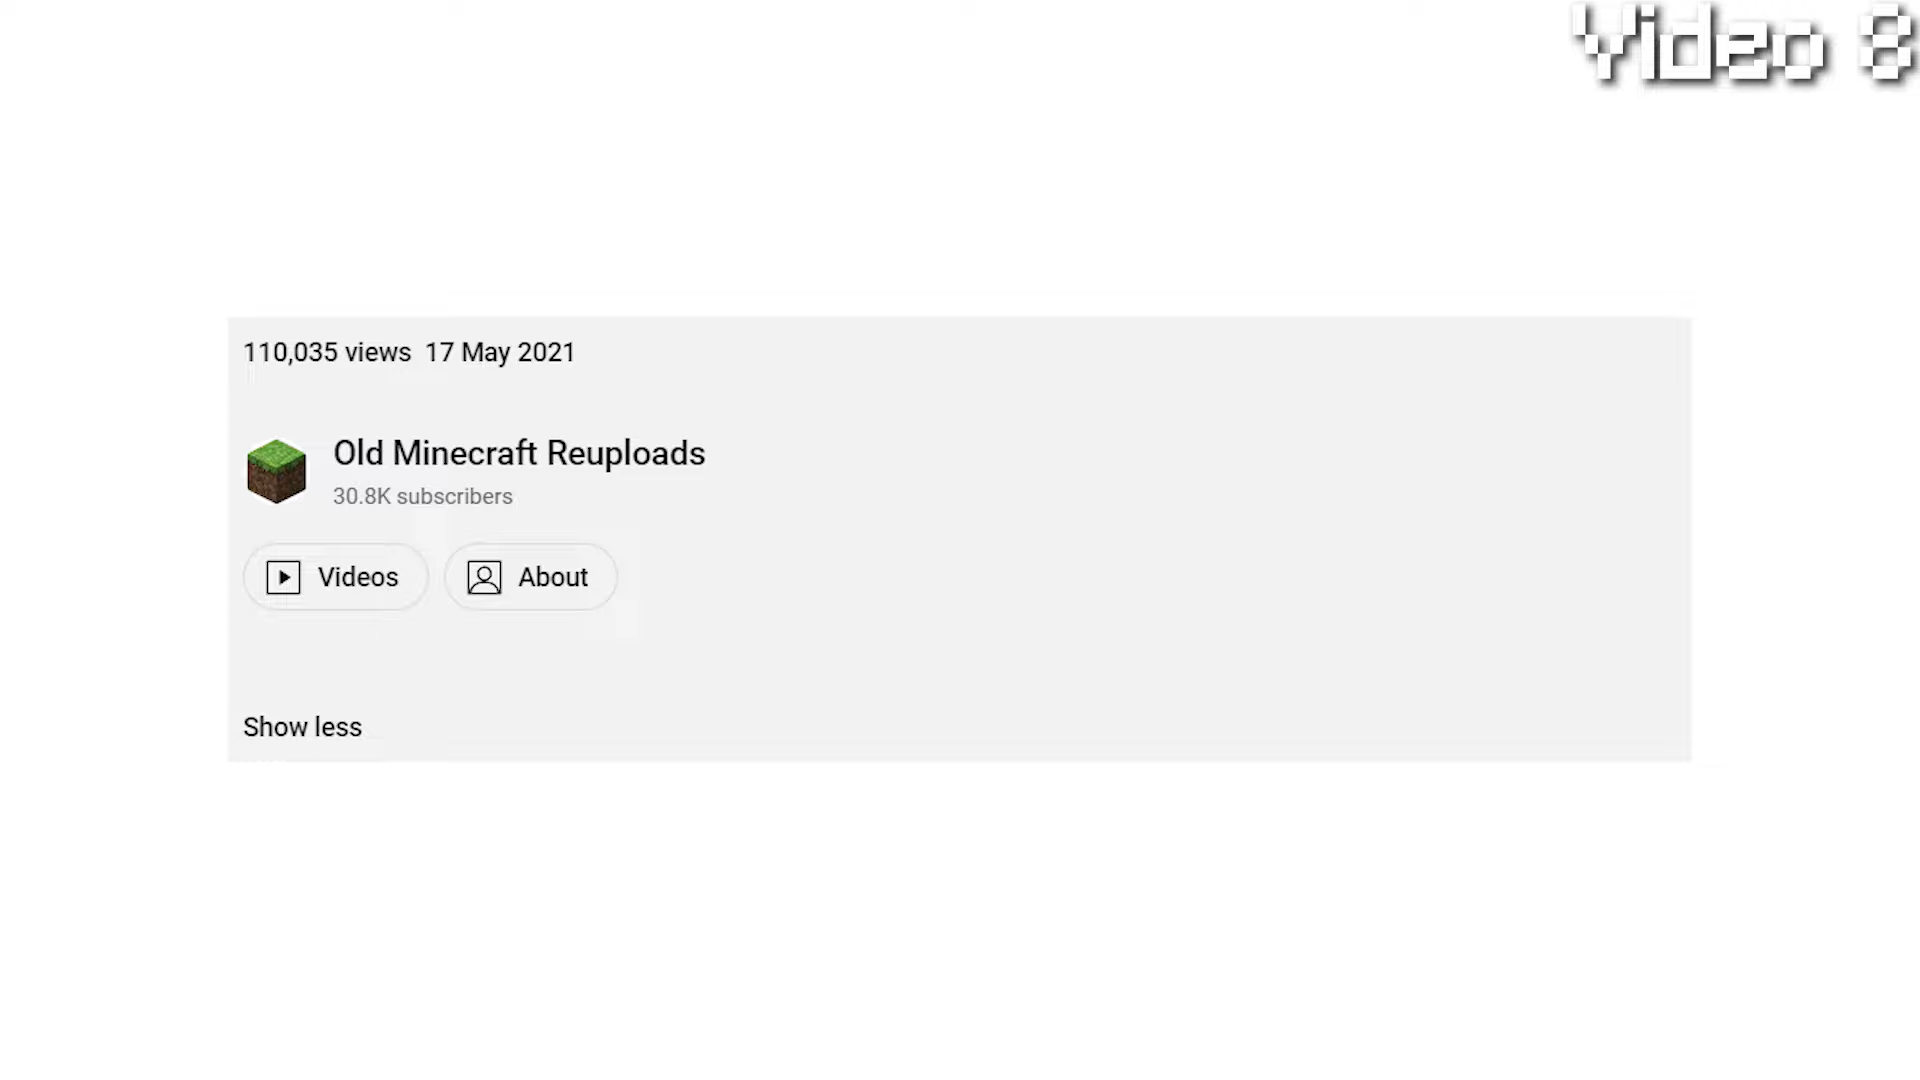 Video 8
110,035 views 17 May 2021
Old Minecraft Reuploads
30.8K subscribers
Videos About
Show less